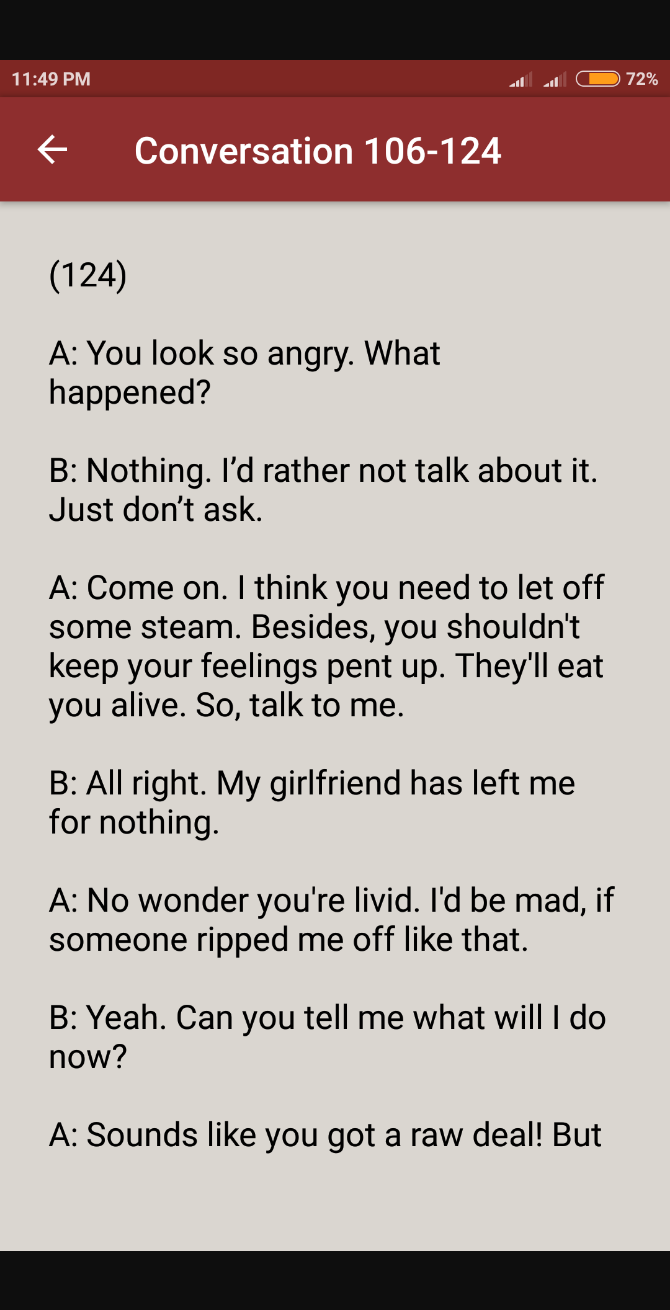 11:49 PM 72%
Conversation 106-124
(124)
A: You look so angry. What
happened?
B: Nothing. I’d rather not talk about it.
Just don’t ask.
A: Come on. I think you need to let off
some steam. Besides, you shouldn't
keep your feelings pent up. They'll eat
you alive. So, talk to me.
B: All right. My girlfriend has left me
for nothing.
A: No wonder you're livid. I'd be mad, if
someone ripped me off like that.
B: Yeah. Can you tell me what will I do
now?
A: Sounds like you got a raw deal! But